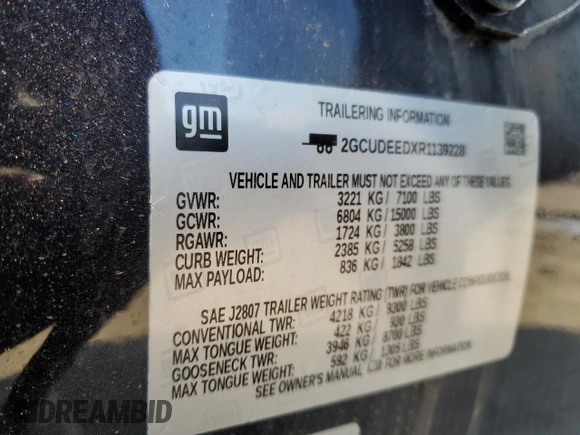 gm
TRAILERING INFORMATION
2GCUDEEDXR1139228
VEHICLE AND TRAILER MUST NOT EXCEED ANY OF THESE RATINGS.
GVWR: 3221 KG/ 7100 LBS
GCWR: 6804 KG/ 15000 LBS
RGAWR: 1724 KG/ 3800 LBS
CURB WEIGHT: 2385 KG/ 5258 LBS
MAX PAYLOAD: 836 KG/ 1842 LBS
SAE J2807 TRAILER WEIGHT RATING (TWR) FOR VEHICLE CONFIGURATION.
CONVENTIONAL TWR: 4218 KG/ 9300 LBS
MAX TONGUE WEIGHT: 422 KG/ 930 LBS
GOOSENECK TWR: 3946 KG/ 8700 LBS
MAX TONGUE WEIGHT: 592 KG/ 1305 LBS
SEE OWNER'S MANUAL FOR MORE INFORMATION
DREAMBID